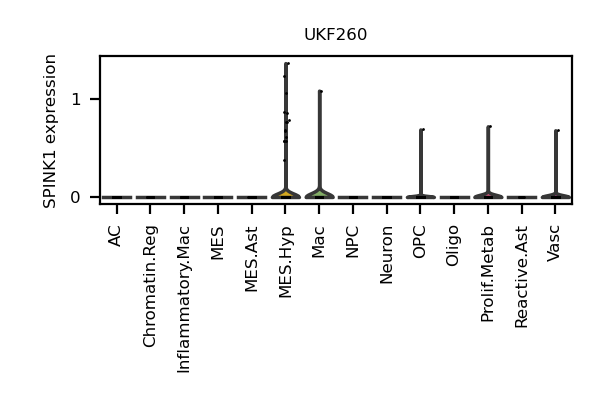 UKF260
SPINK1 expression
1
0
AC
Chromatin.Reg
Inflammatory.Mac
MES
MES.Ast
MES.Hyp
Mac
NPC
Neuron
OPC
Oligo
Prolif.Metab
Reactive.Ast
Vasc